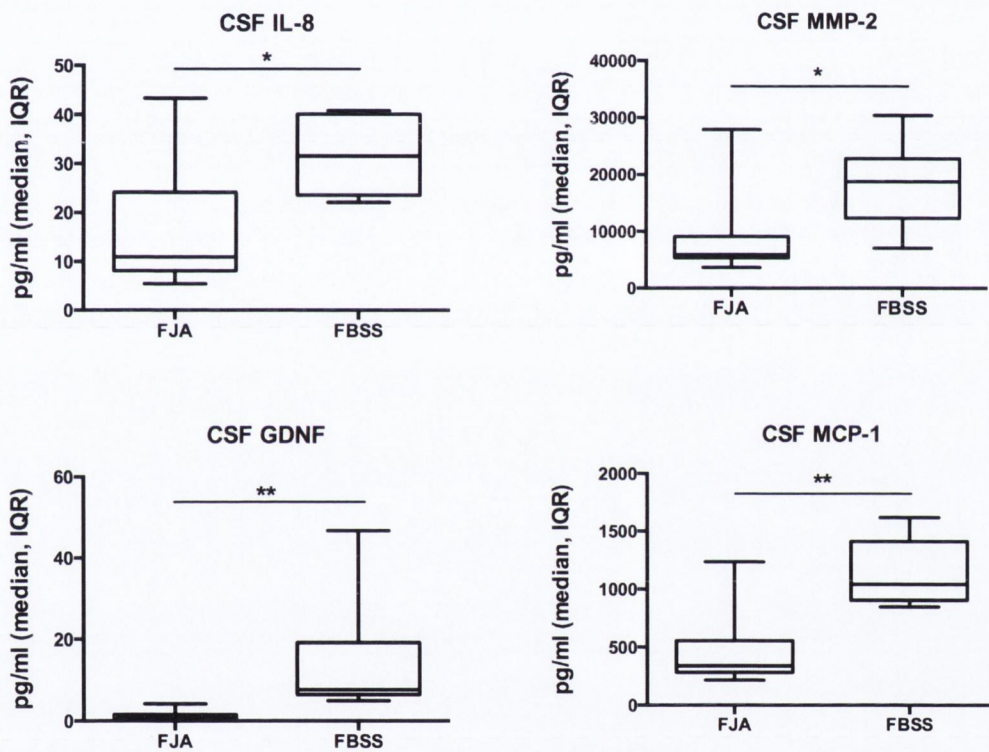 CSF IL-8
pg/ml (median, IQR)
50
40
30
20
10
0
*
FJA
FBSS
CSF MMP-2
pg/ml (median, IQR)
40000
30000
20000
10000
0
*
FJA
FBSS
CSF GDNF
pg/ml (median, IQR)
60
40
20
0
**
FJA
FBSS
CSF MCP-1
pg/ml (median, IQR)
2000
1500
1000
500
0
**
FJA
FBSS